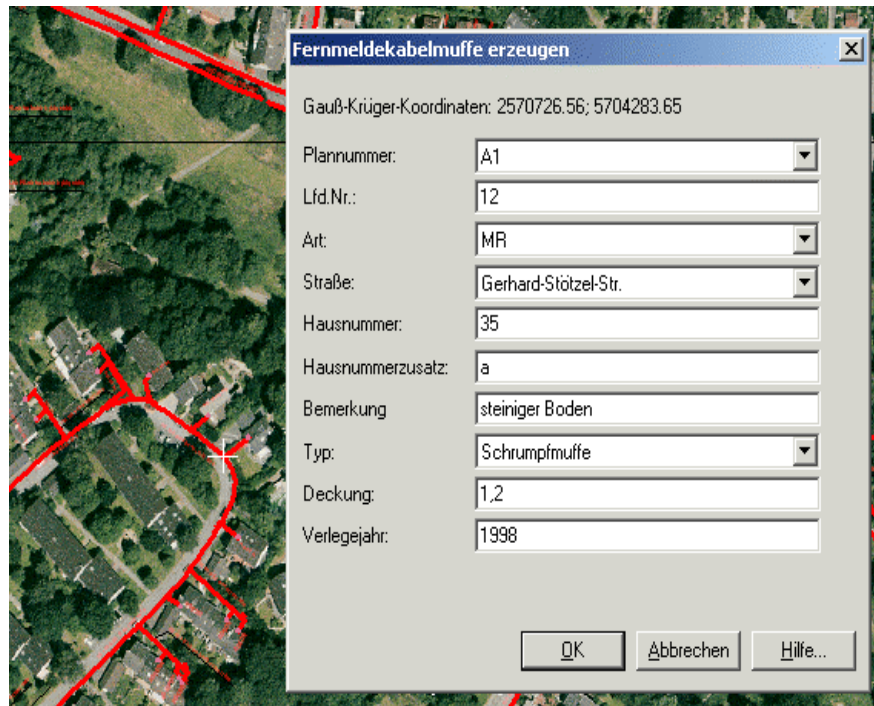 Fernmeldekabelmuffe erzeugen
Gauß-Krüger-Koordinaten: 2570726.56; 5704283.65
Plannummer: A1
Lfd.Nr.: 12
Art: MR
Straße: Gerhard-Stötzel-Str.
Hausnummer: 35
Hausnummerzusatz: a
Bemerkung steiniger Boden
Typ: Schrumpfmuffe
Deckung: 1,2
Verlegejahr: 1998
OK Abbrechen Hilfe...